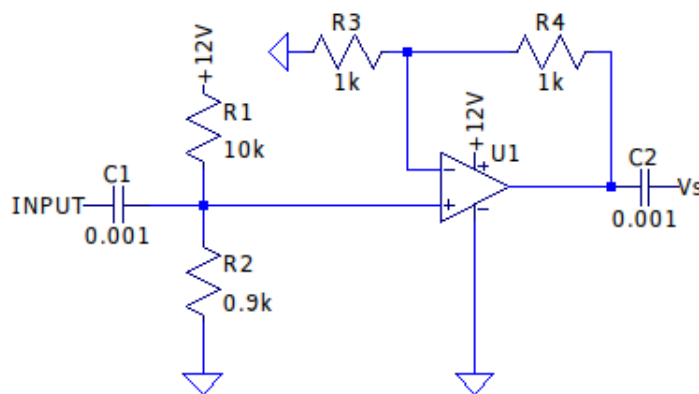 R3
1k
R4
1k
+12V
R1
10k
+12V
U1
-
+
+
-
C1
INPUT
0.001
R2
0.9k
C2
Vs
0.001